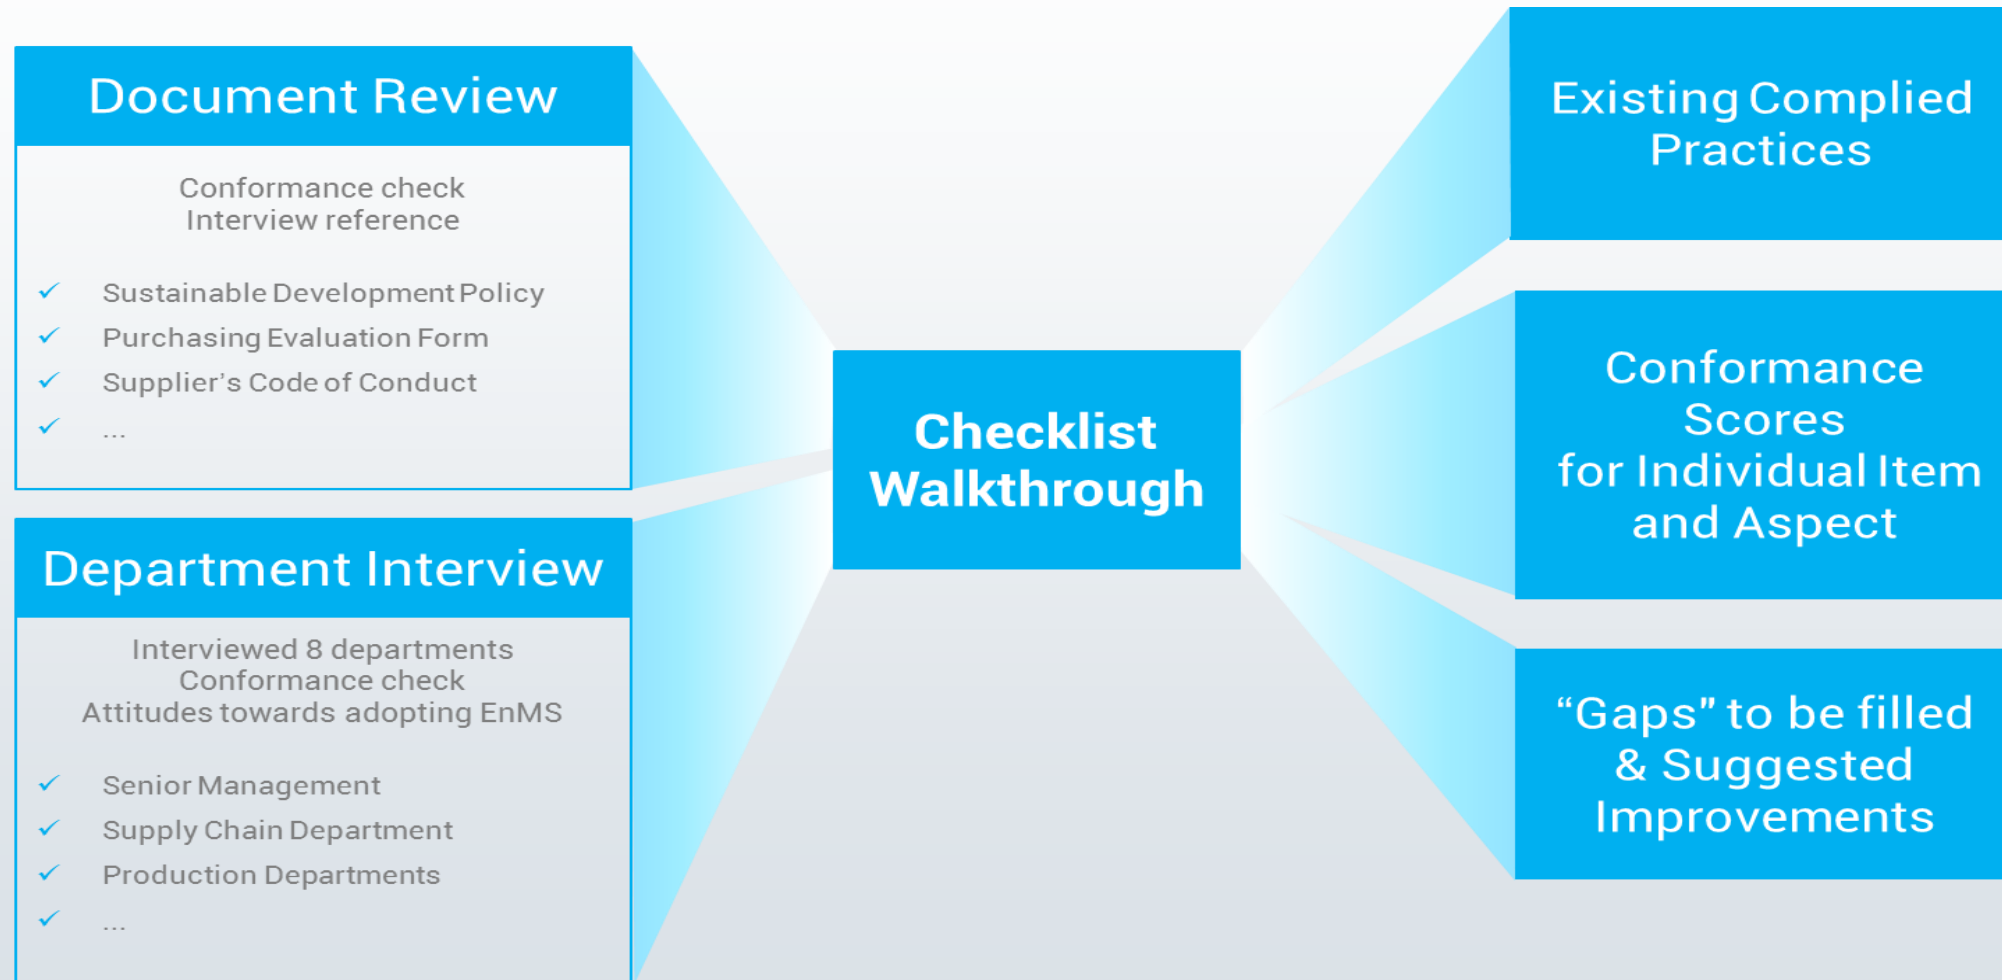 Document Review
Conformance check
Interview reference
✓ Sustainable Development Policy
✓ Purchasing Evaluation Form
✓ Supplier’s Code of Conduct
✓ ...
Department Interview
Interviewed 8 departments
Conformance check
Attitudes towards adopting EnMS
✓ Senior Management
✓ Supply Chain Department
✓ Production Departments
✓ ...
Checklist
Walkthrough
Existing Complied
Practices
Conformance
Scores
for Individual Item
and Aspect
“Gaps” to be filled
& Suggested
Improvements